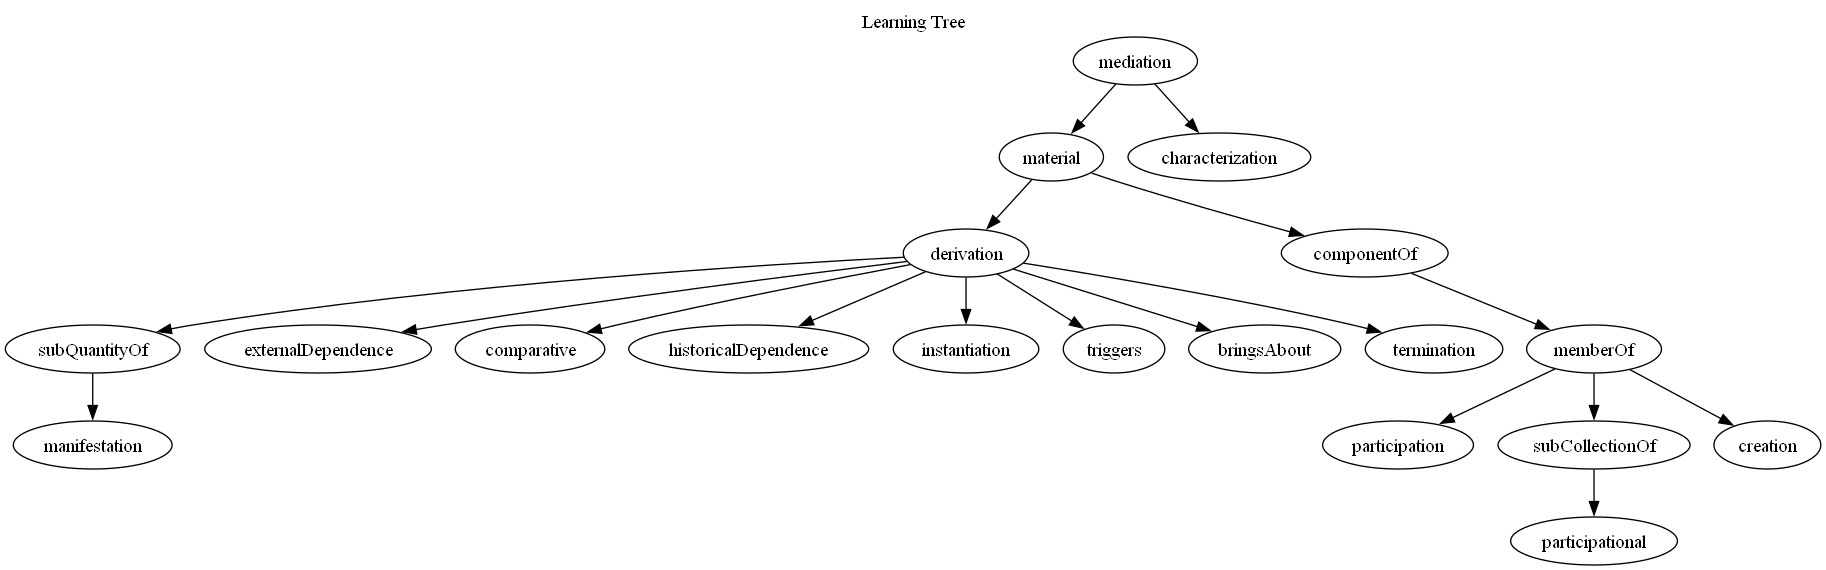 Learning Tree
mediation
material
characterization
derivation
componentOf
subQuantityOf
externalDependence
comparative
historicalDependence
instantiation
triggers
bringsAbout
termination
memberOf
manifestation
participation
subCollectionOf
creation
participational